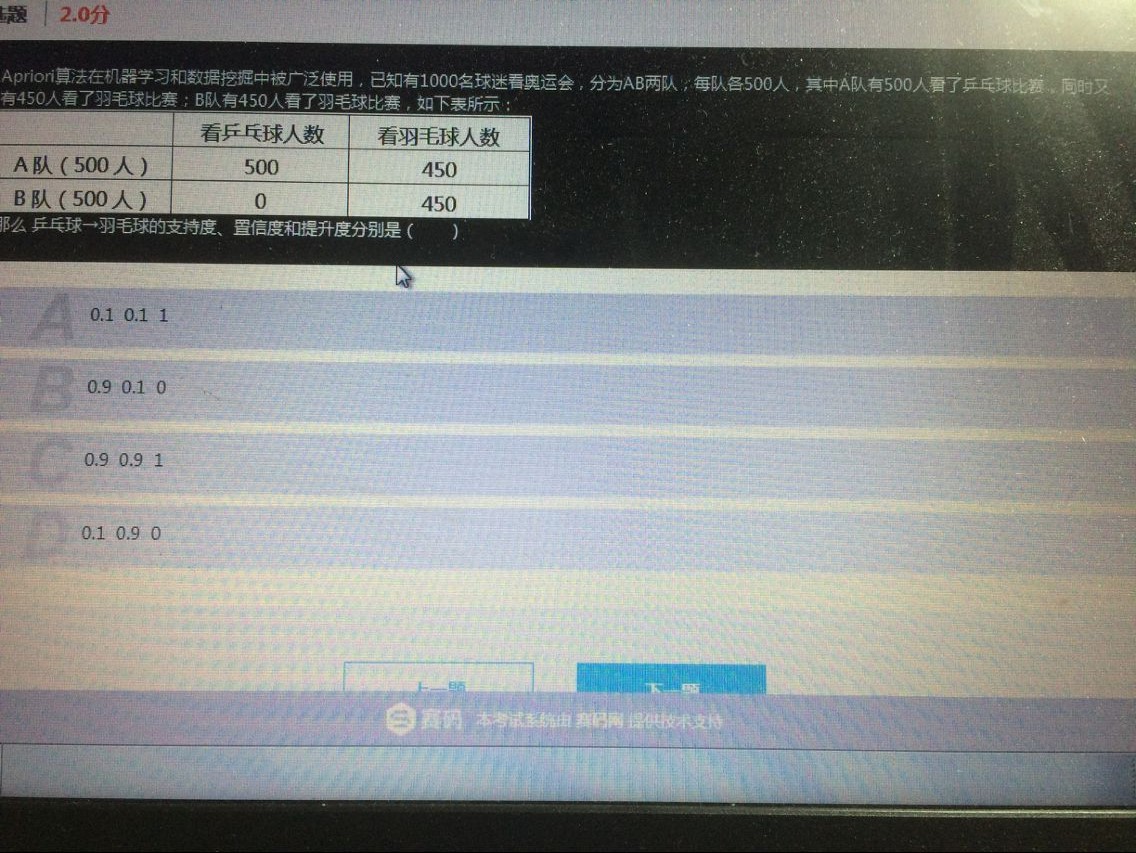 题 2.0分
Apriori算法在机器学习和数据挖掘中被广泛使用，已知有1000名球迷看奥运会，分为AB两队，每队各500人，其中A队有500人看了乒乓球比赛，同时又
有450人看了羽毛球比赛；B队有450人看了羽毛球比赛，如下表所示：
看乒乓球人数 看羽毛球人数
A队（500人） 500 450
B队（500人） 0 450
那么 乒乓球→羽毛球的支持度、置信度和提升度分别是（ ）
A 0.1 0.1 1
B 0.9 0.1 0
C 0.9 0.9 1
D 0.1 0.9 0
上一题 下一题
赛码 本考试系统由 赛码网 提供技术支持